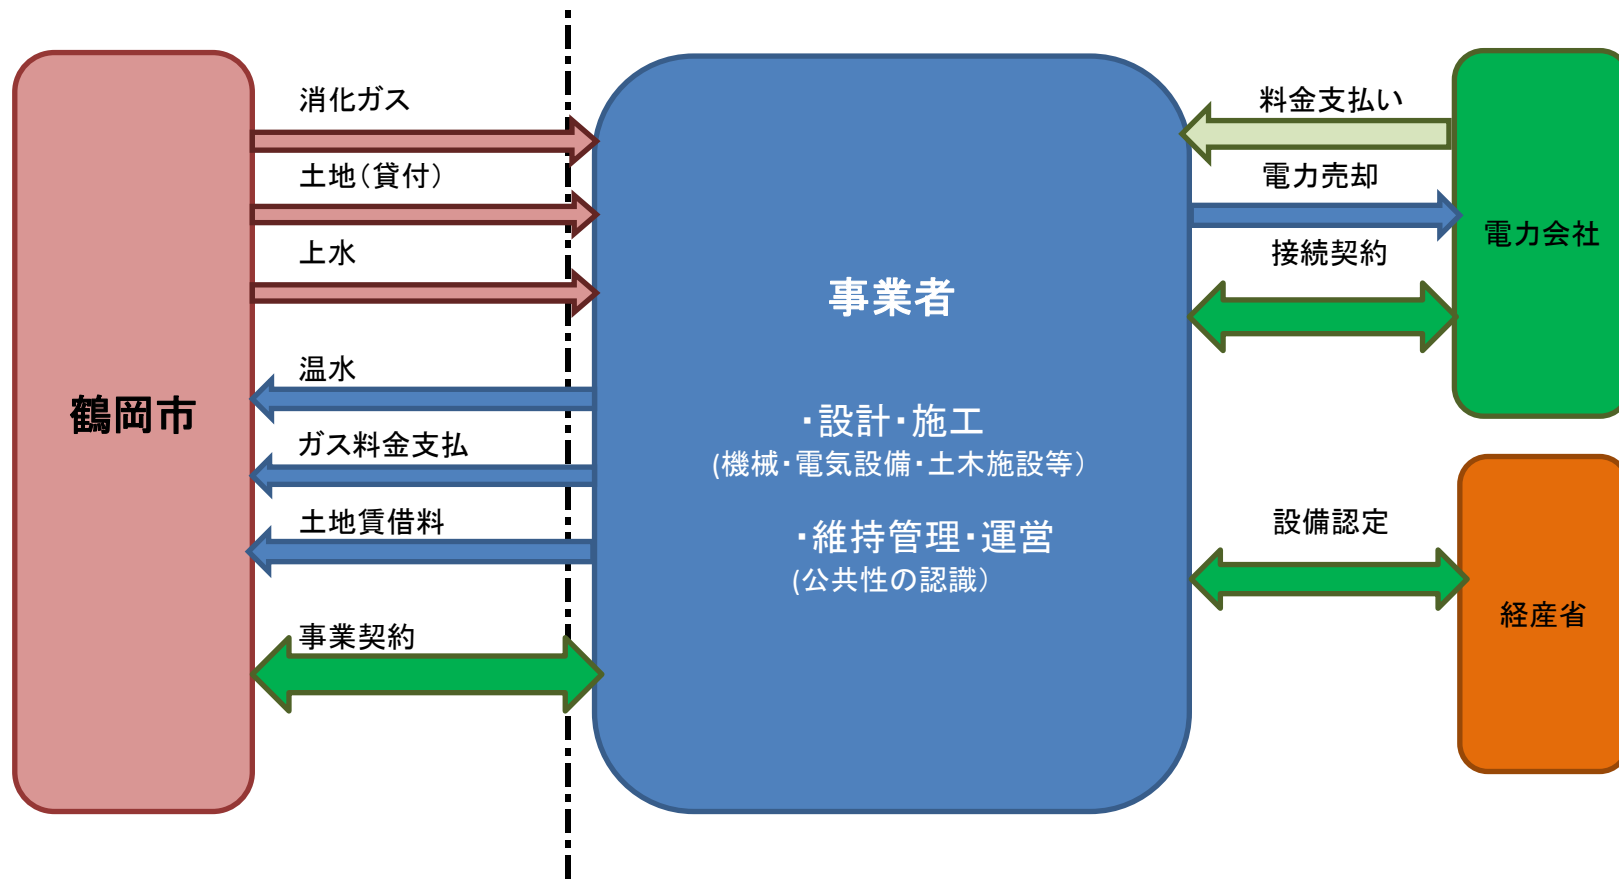 鶴岡市
消化ガス
土地(貸付)
上水
温水
ガス料金支払
土地賃借料
事業契約
事業者
・設計・施工
(機械・電気設備・土木施設等)
・維持管理・運営
(公共性の認識)
料金支払い
電力売却
接続契約
設備認定
電力会社
経産省